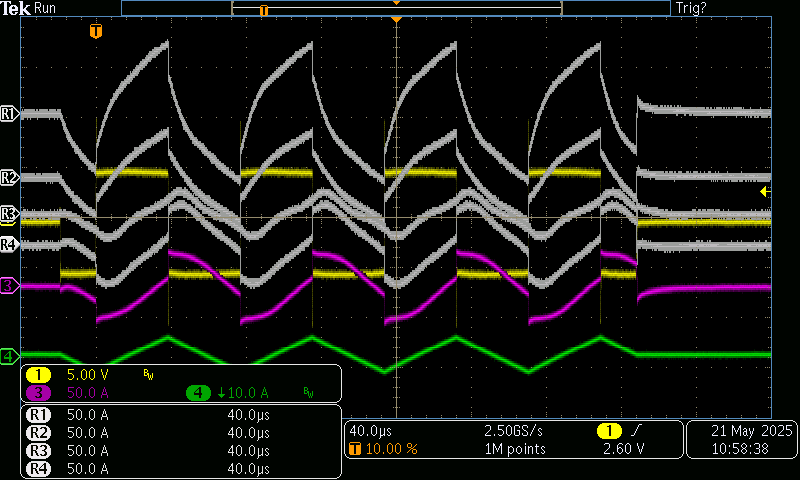 Tek Run Trig?
T
T
R1
R2
R3
R4
3
4
1 5.00 V BW
3 50.0 A 4 ↓10.0 A BW
R1 50.0 A 40.0µs
R2 50.0 A 40.0µs
R3 50.0 A 40.0µs
R4 50.0 A 40.0µs
40.0µs 2.50GS/s 1
T 10.00 % 1M points 2.60 V
21 May 2025
10:58:38